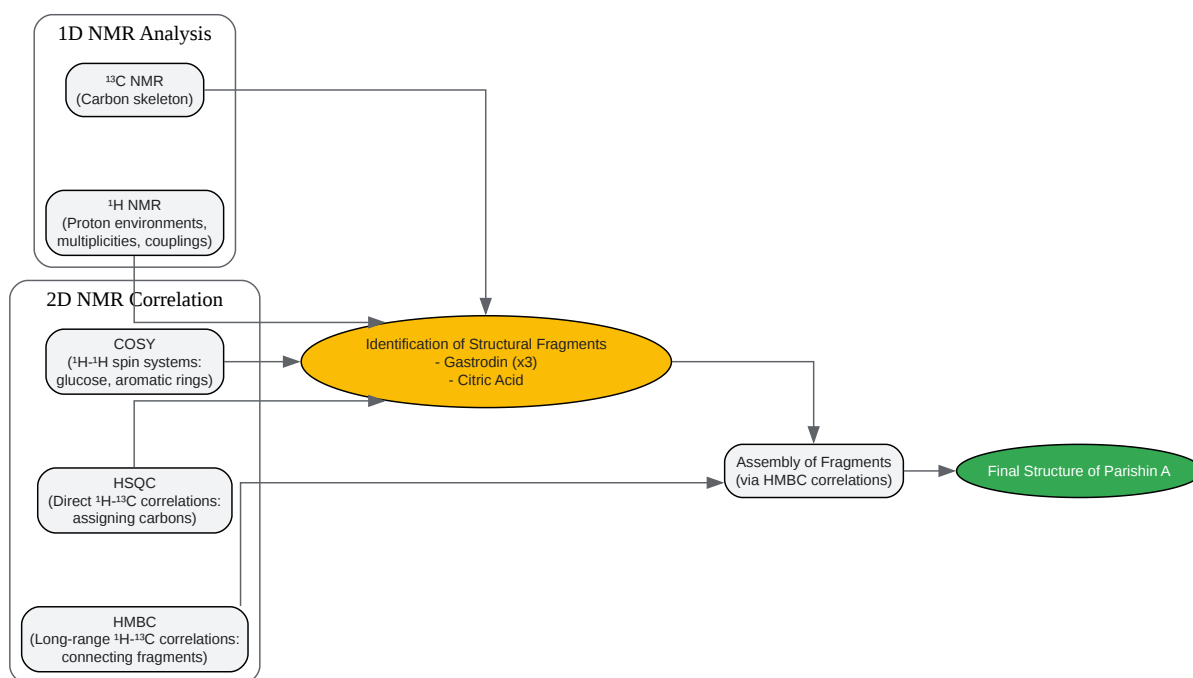 1D NMR Analysis
¹³C NMR
(Carbon skeleton)
¹H NMR
(Proton environments,
multiplicities, couplings)
2D NMR Correlation
COSY
(¹H-¹H spin systems:
glucose, aromatic rings)
HSQC
(Direct ¹H-¹³C correlations:
assigning carbons)
HMBC
(Long-range ¹H-¹³C correlations:
connecting fragments)
Identification of Structural Fragments
- Gastrodin (x3)
- Citric Acid
Assembly of Fragments
(via HMBC correlations)
Final Structure of Parishin A